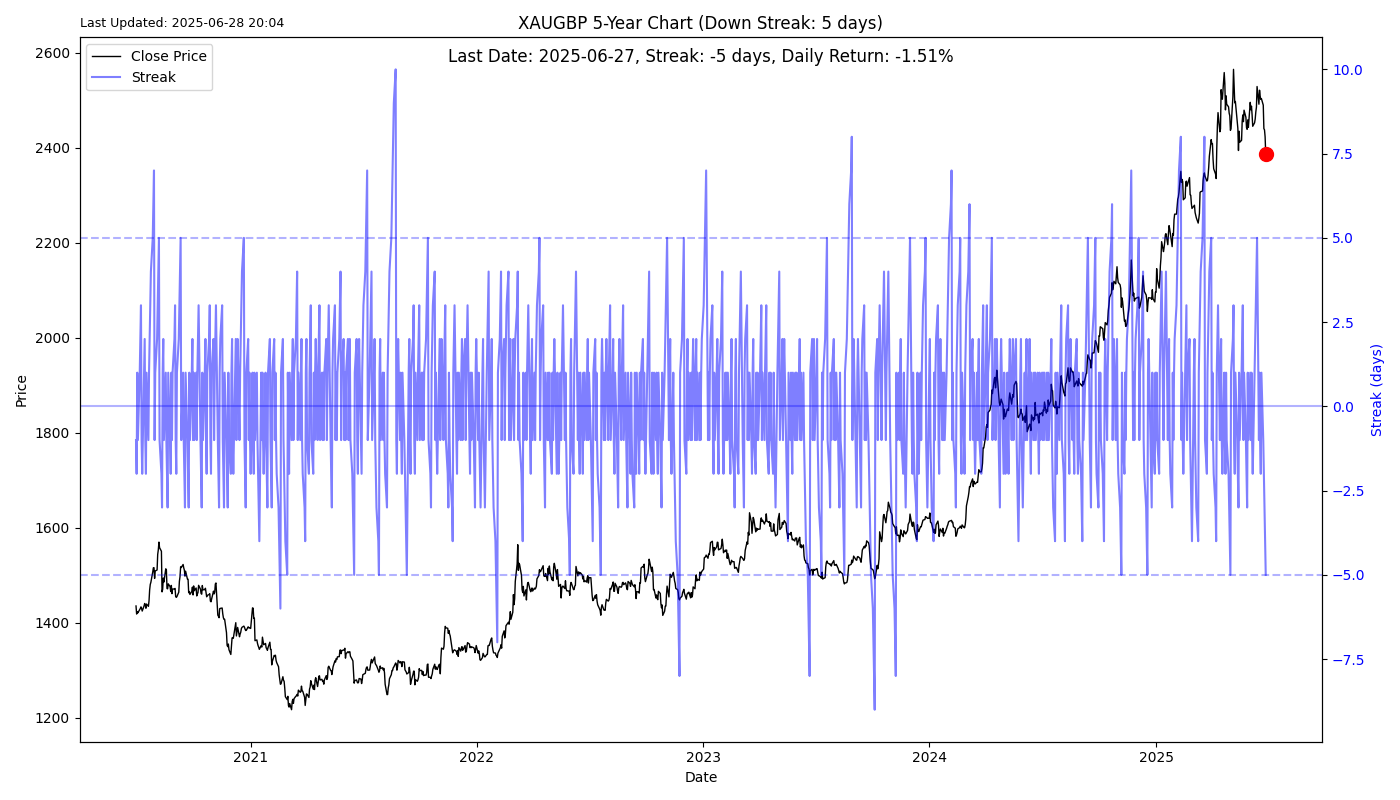 Last Updated: 2025-06-28 20:04
XAUGBP 5-Year Chart (Down Streak: 5 days)
Last Date: 2025-06-27, Streak: -5 days, Daily Return: -1.51%
Close Price
Streak
2600
2400
2200
2000
1800
1600
1400
1200
Price
10.0
7.5
5.0
2.5
0.0
−2.5
−5.0
−7.5
Streak (days)
2021
2022
2023
2024
2025
Date